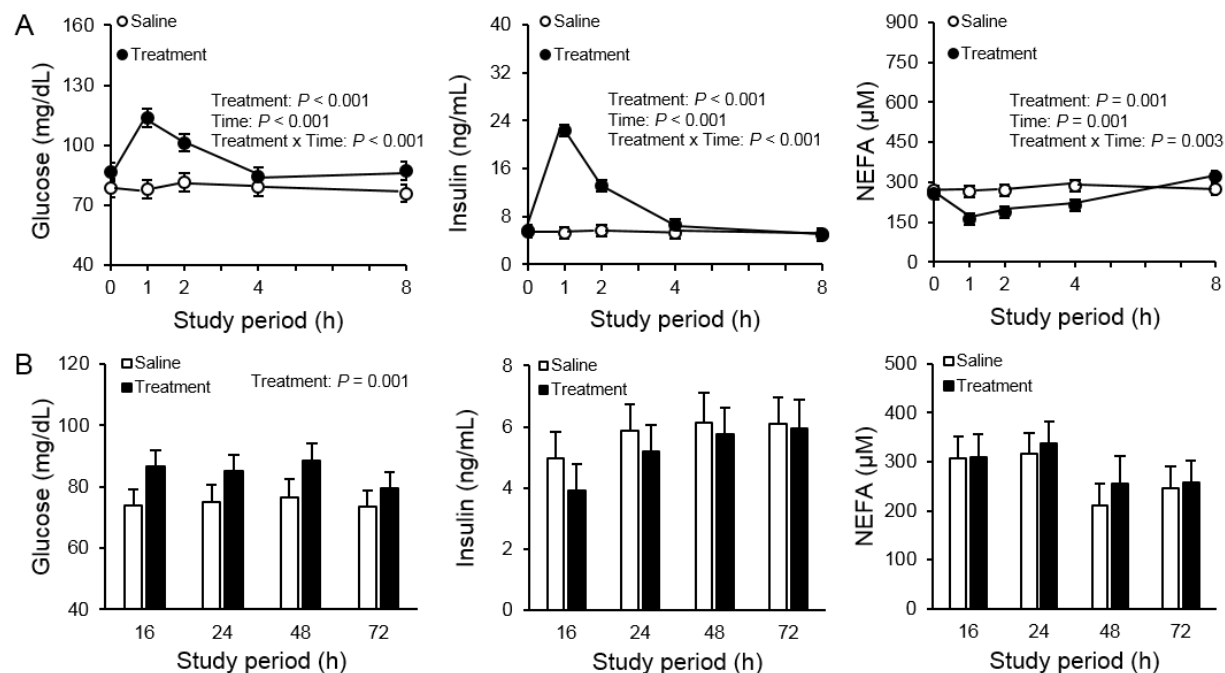 A
Glucose (mg/dL)
160
130
100
70
40
Saline
Treatment
Treatment: P < 0.001
Time: P < 0.001
Treatment x Time: P < 0.001
0 1 2 4 8
Study period (h)
Insulin (ng/mL)
40
32
24
16
8
0
Saline
Treatment
Treatment: P < 0.001
Time: P < 0.001
Treatment x Time: P < 0.001
0 1 2 4 8
Study period (h)
NEFA (µM)
900
750
600
450
300
150
0
Saline
Treatment
Treatment: P = 0.001
Time: P = 0.001
Treatment x Time: P = 0.003
0 1 2 4 8
Study period (h)
B
Glucose (mg/dL)
120
100
80
60
40
Saline
Treatment
Treatment: P = 0.001
16 24 48 72
Study period (h)
Insulin (ng/mL)
8
6
4
2
0
Saline
Treatment
16 24 48 72
Study period (h)
NEFA (µM)
500
400
300
200
100
0
Saline
Treatment
16 24 48 72
Study period (h)